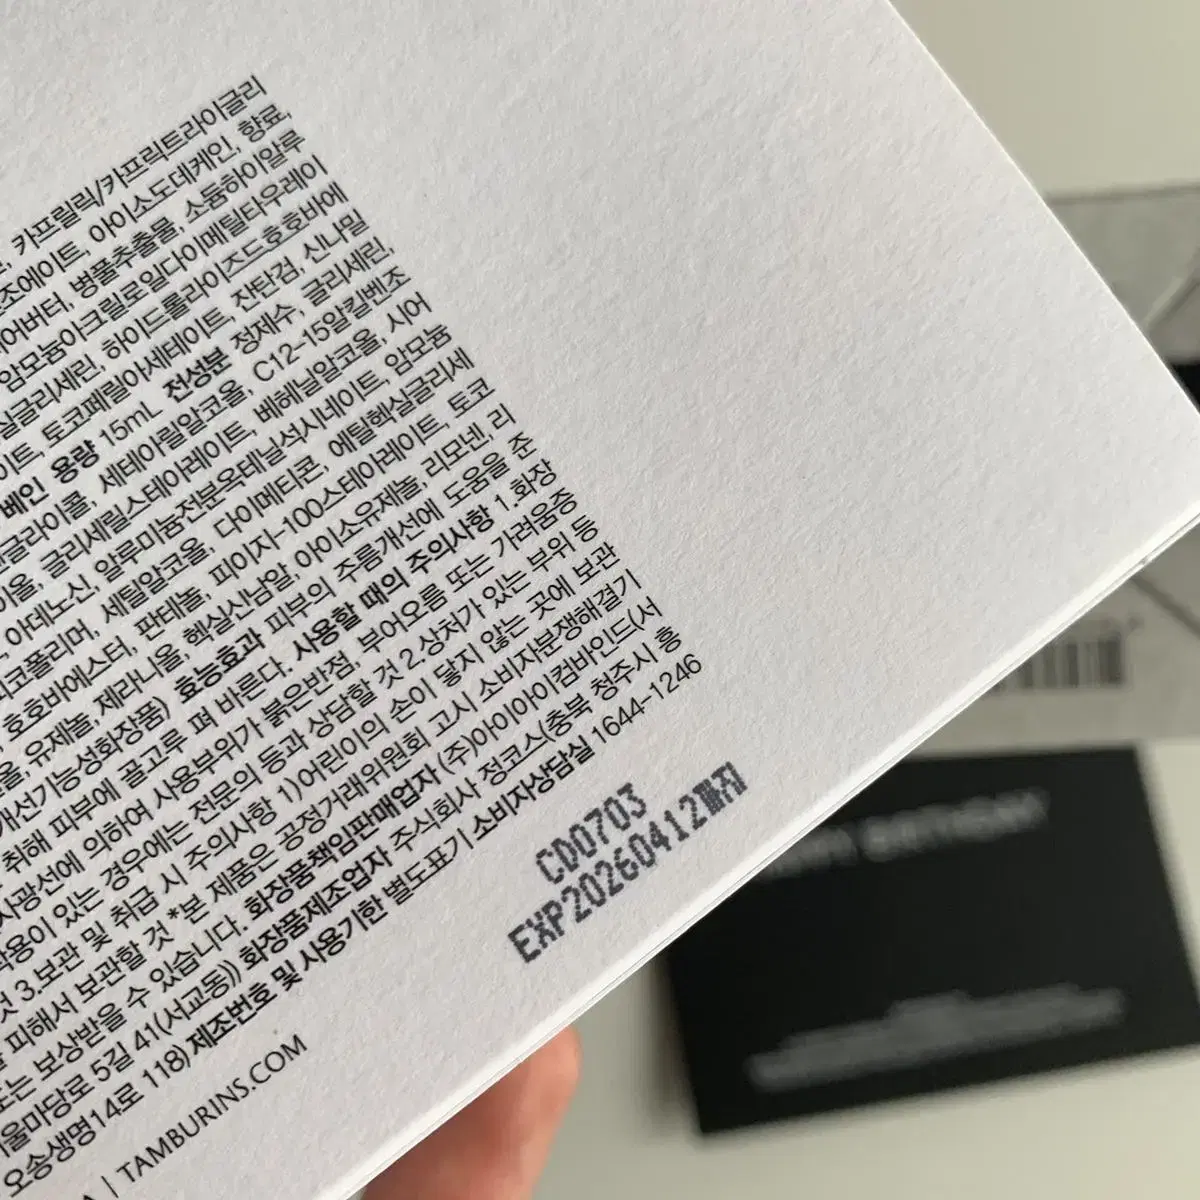 카프릴릭/카프릭트라이글리
조에이트, 아이소도데케인, 향료,
어버터, 병풀추출물, 소듐하이알루
암모늄아크릴로일다이메틸타우레이
실글리세린, 하이드롤라이즈드호호바에
이트, 토코페릴아세테이트, 잔탄검, 신나밀
베인 용량 15mL 전성분 정제수, 글리세린,
렌글라이콜, 세테아릴알코올, C12-15알킬벤조
이올, 글리세릴스테아레이트, 베헤닐알코올, 시어
, 아데노신, 알루미늄전분옥테닐석시네이트, 암모늄
피코폴리머, 세틸알코올, 다이메티콘, 에틸헥실글리세
, 호호바에스터, 판테놀, 피이지-100스테아레이트, 토코
올, 유제놀, 제라니올, 헥실신남알, 아이소유제놀, 리모넨, 리
개선기능성화장품) 효능효과 피부의 주름개선에 도움을 준
취해 피부에 골고루 펴 바른다. 사용할 때의 주의사항 1.화장
사광선에 의하여 사용부위가 붉은반점, 부어오름 또는 가려움증
작용이 있는 경우에는 전문의 등과 상담할 것 2.상처가 있는 부위 등
것 3.보관 및 취급 시 주의사항 1)어린이의 손이 닿지 않는 곳에 보관
을 피해서 보관할 것 *본 제품은 공정거래위원회 고시 소비자분쟁해결기
또는 보상받을 수 있습니다. 화장품책임판매업자 (주)아이아이컴바인드(서
울마당로 5길 41(서교동)) 화장품제조업자 주식회사 정코스(충북 청주시 흥
오송생명14로 118) 제조번호 및 사용기한 별도표기 소비자상담실 1644-1246
A | TAMBURINS.COM
CD0703
EXP20260412까지
BIRTHDAY